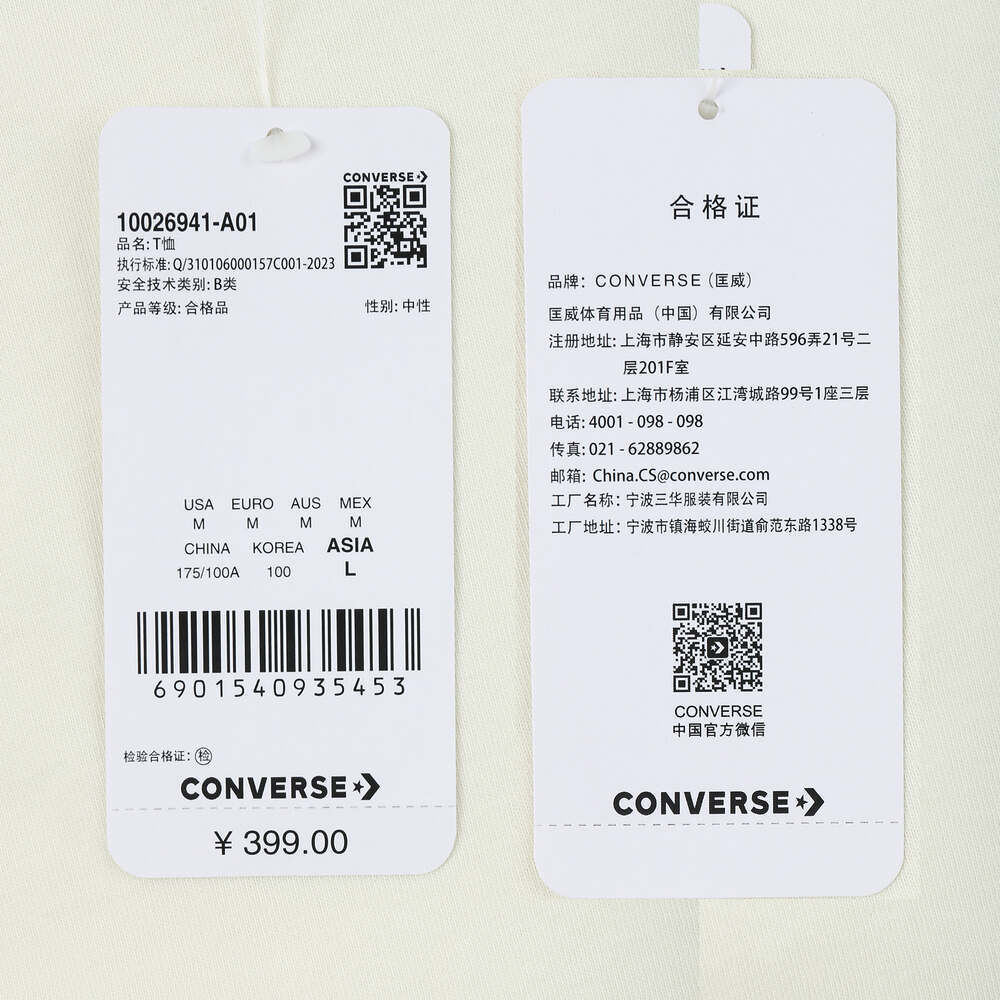 CONVERSE
10026941-A01
品名: T恤
执行标准: Q/310106000157C001-2023
安全技术类别: B类
产品等级: 合格品 性别: 中性
USA EURO AUS MEX
M M M M
CHINA KOREA ASIA
175/100A 100 L
6901540935453
检验合格证: 检
CONVERSE
¥ 399.00
合格证
品牌: CONVERSE (匡威)
匡威体育用品（中国）有限公司
注册地址: 上海市静安区延安中路596弄21号二
层201F室
联系地址: 上海市杨浦区江湾城路99号1座三层
电话: 4001 - 098 - 098
传真: 021 - 62889862
邮箱: China.CS@converse.com
工厂名称: 宁波三华服装有限公司
工厂地址: 宁波市镇海蛟川街道俞范东路1338号
CONVERSE
中国官方微信
CONVERSE